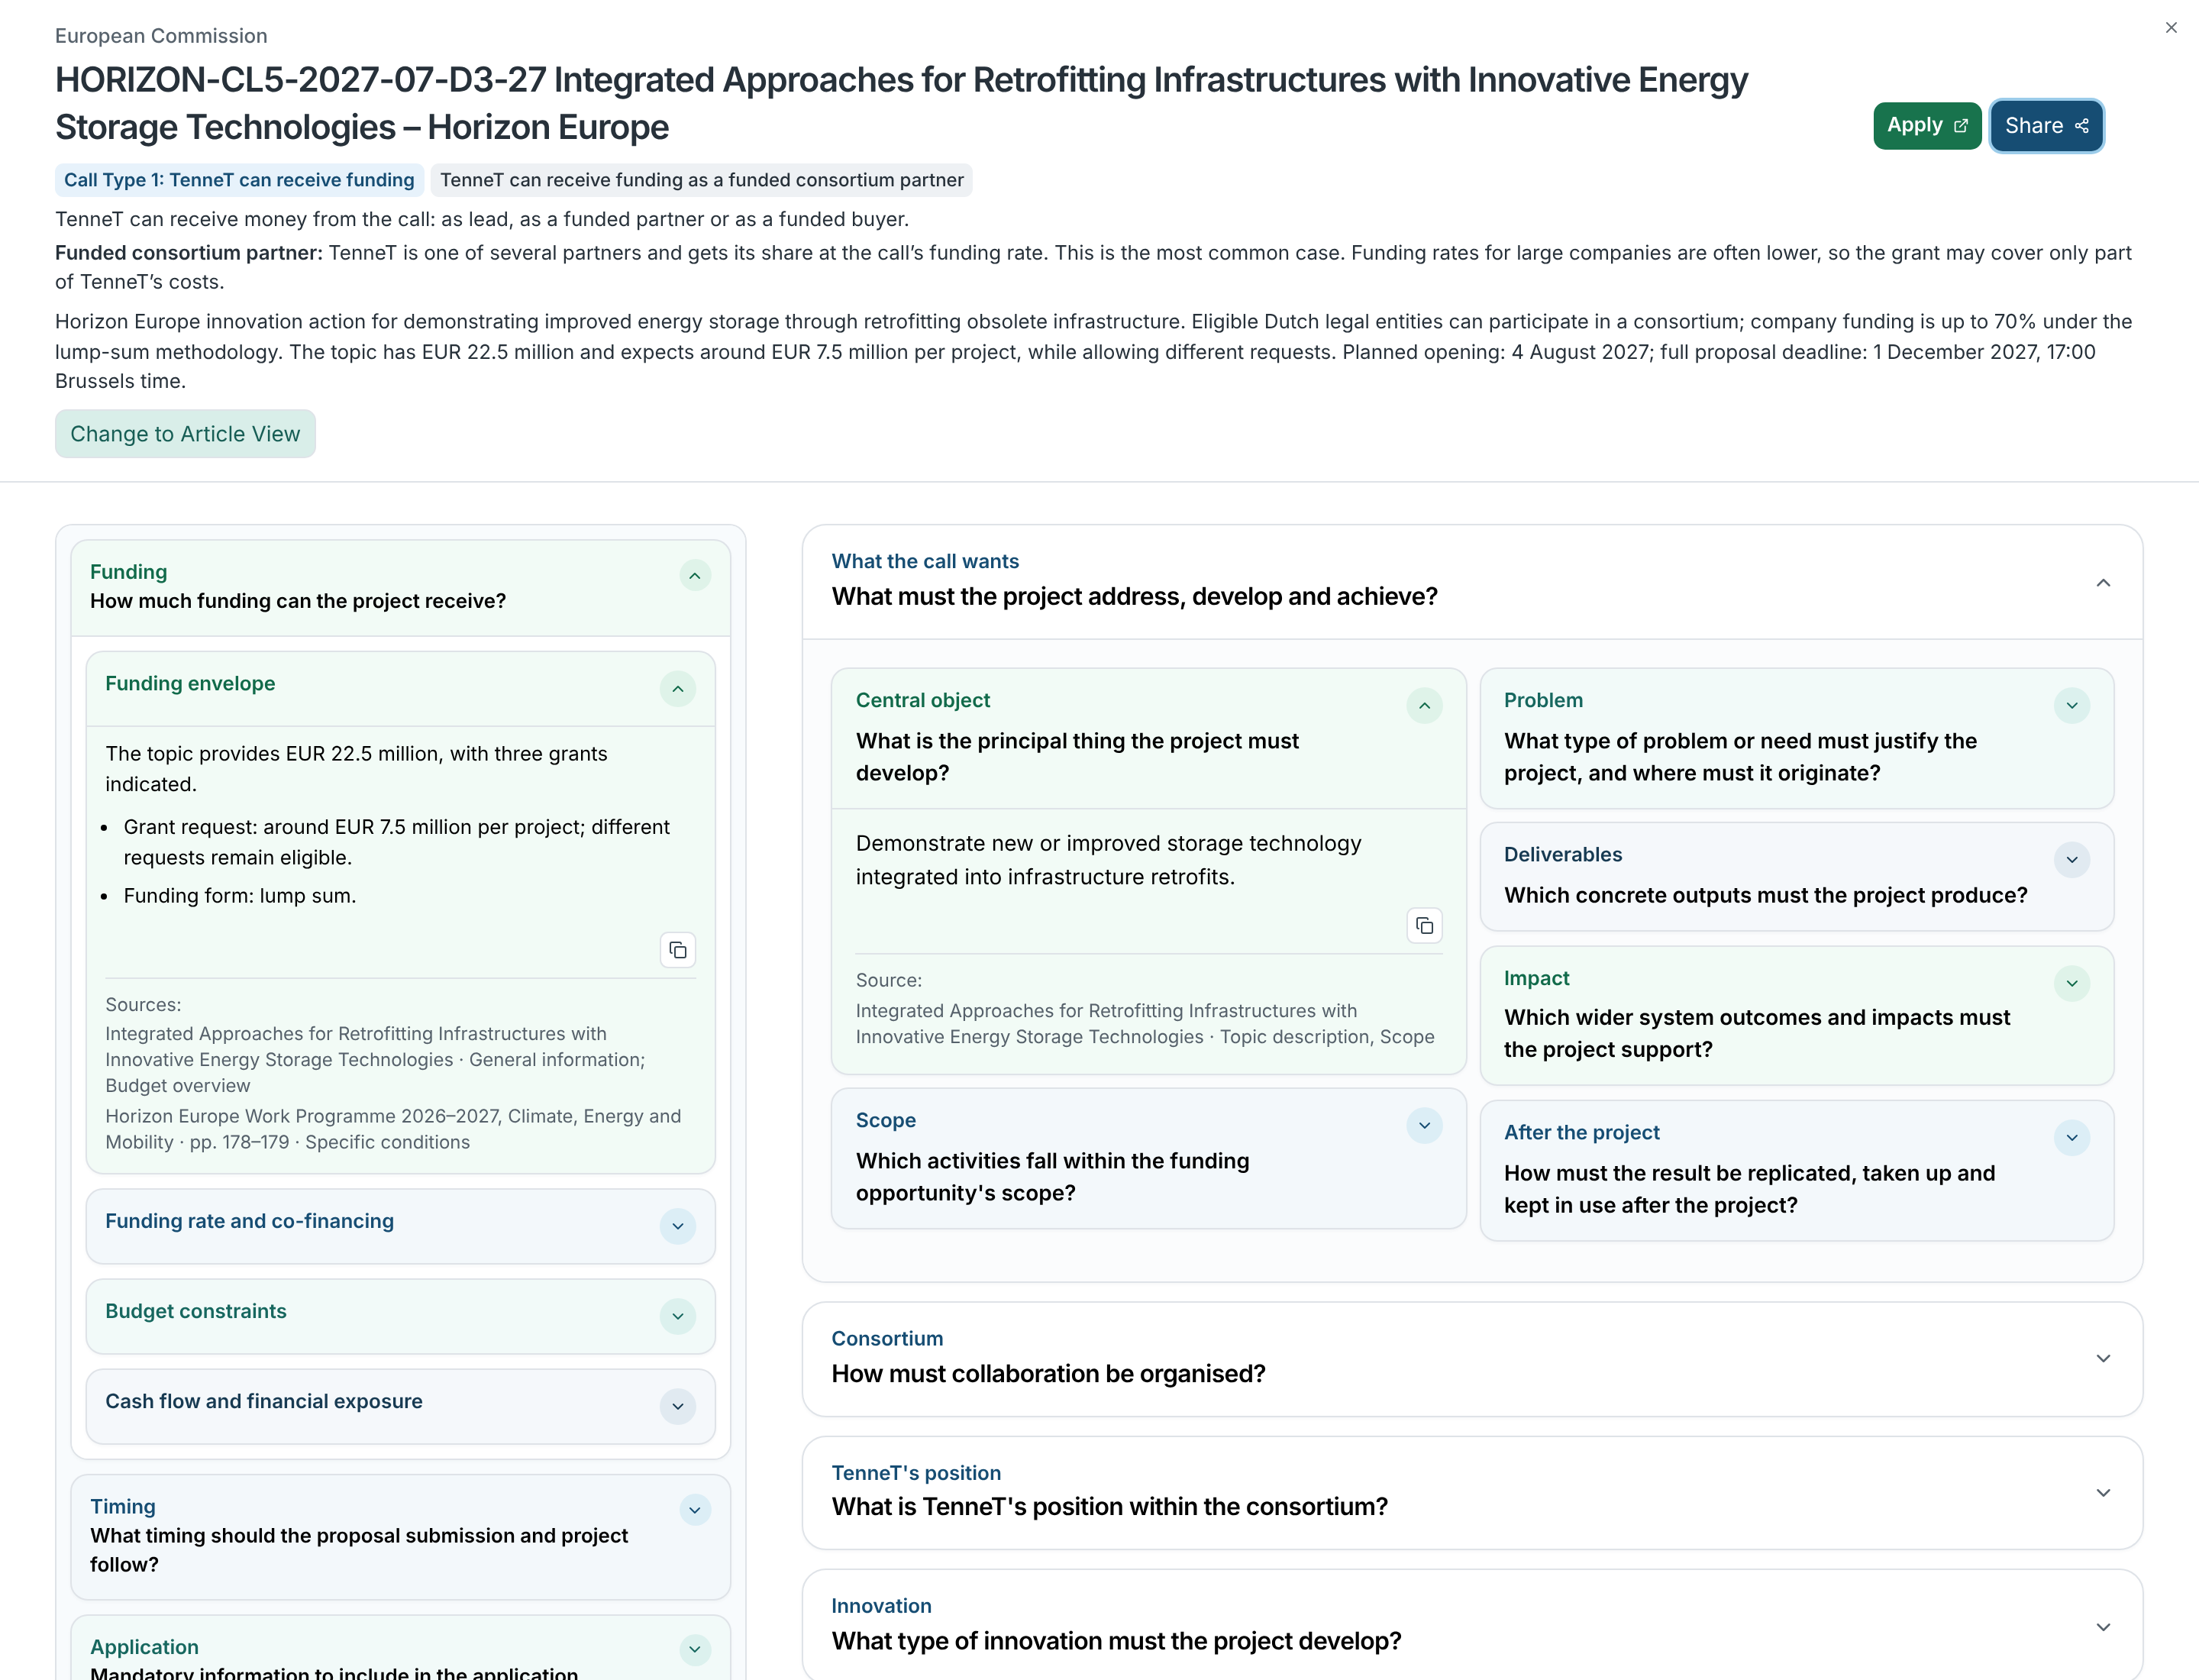 European Commission
HORIZON-CL5-2027-07-D3-27 Integrated Approaches for Retrofitting Infrastructures with Innovative Energy
Storage Technologies – Horizon Europe
Apply
Share
Call Type 1: TenneT can receive funding
TenneT can receive funding as a funded consortium partner
TenneT can receive money from the call: as lead, as a funded partner or as a funded buyer.
Funded consortium partner: TenneT is one of several partners and gets its share at the call’s funding rate. This is the most common case. Funding rates for large companies are often lower, so the grant may cover only part
of TenneT’s costs.
Horizon Europe innovation action for demonstrating improved energy storage through retrofitting obsolete infrastructure. Eligible Dutch legal entities can participate in a consortium; company funding is up to 70% under the
lump-sum methodology. The topic has EUR 22.5 million and expects around EUR 7.5 million per project, while allowing different requests. Planned opening: 4 August 2027; full proposal deadline: 1 December 2027, 17:00
Brussels time.
Change to Article View
Funding
How much funding can the project receive?
Funding envelope
The topic provides EUR 22.5 million, with three grants
indicated.
• Grant request: around EUR 7.5 million per project; different
requests remain eligible.
• Funding form: lump sum.
Sources:
Integrated Approaches for Retrofitting Infrastructures with
Innovative Energy Storage Technologies · General information;
Budget overview
Horizon Europe Work Programme 2026–2027, Climate, Energy and
Mobility · pp. 178–179 · Specific conditions
Funding rate and co-financing
Budget constraints
Cash flow and financial exposure
Timing
What timing should the proposal submission and project
follow?
Application
Mandatory information to include in the application
What the call wants
What must the project address, develop and achieve?
Central object
What is the principal thing the project must
develop?
Demonstrate new or improved storage technology
integrated into infrastructure retrofits.
Source:
Integrated Approaches for Retrofitting Infrastructures with
Innovative Energy Storage Technologies · Topic description, Scope
Scope
Which activities fall within the funding
opportunity's scope?
Problem
What type of problem or need must justify the
project, and where must it originate?
Deliverables
Which concrete outputs must the project produce?
Impact
Which wider system outcomes and impacts must
the project support?
After the project
How must the result be replicated, taken up and
kept in use after the project?
Consortium
How must collaboration be organised?
TenneT's position
What is TenneT's position within the consortium?
Innovation
What type of innovation must the project develop?